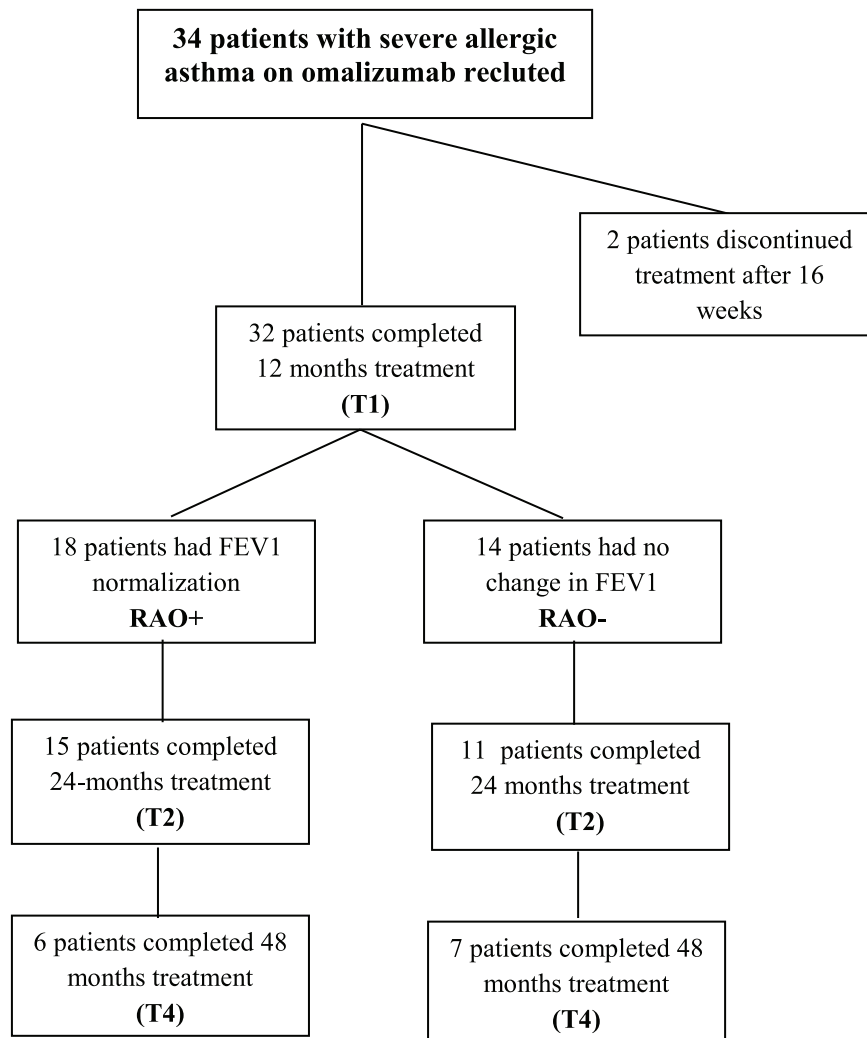 34 patients with severe allergic
asthma on omalizumab recluted
2 patients discontinued
treatment after 16
weeks
32 patients completed
12 months treatment
(T1)
18 patients had FEV1
normalization
RAO+
14 patients had no
change in FEV1
RAO-
15 patients completed
24-months treatment
(T2)
11 patients completed
24 months treatment
(T2)
6 patients completed 48
months treatment
(T4)
7 patients completed 48
months treatment
(T4)